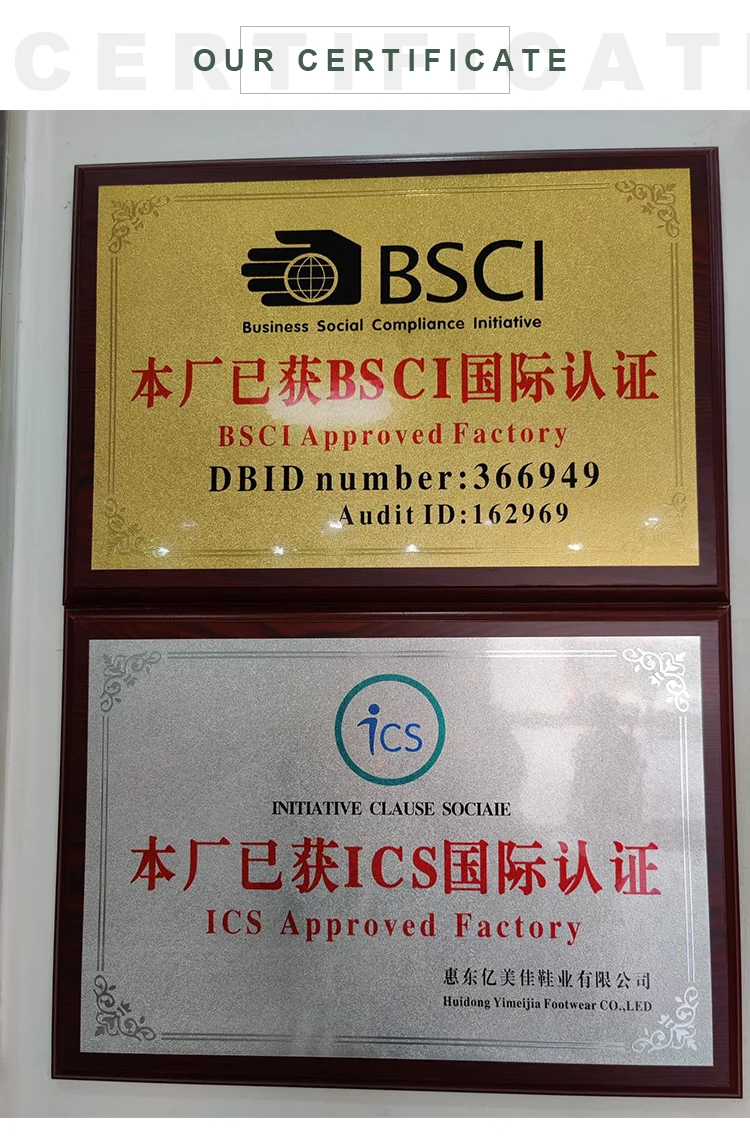 CERTIFICATE
OUR CERTIFICATE
BSCI
Business Social Compliance Initiative
本厂已获BSCI国际认证
BSCI Approved Factory
DBID number:366949
Audit ID:162969
ics
INITIATIVE CLAUSE SOCIAIE
本厂已获ICS国际认证
ICS Approved Factory
惠东亿美佳鞋业有限公司
Huidong Yimeijia Footwear CO.,LED